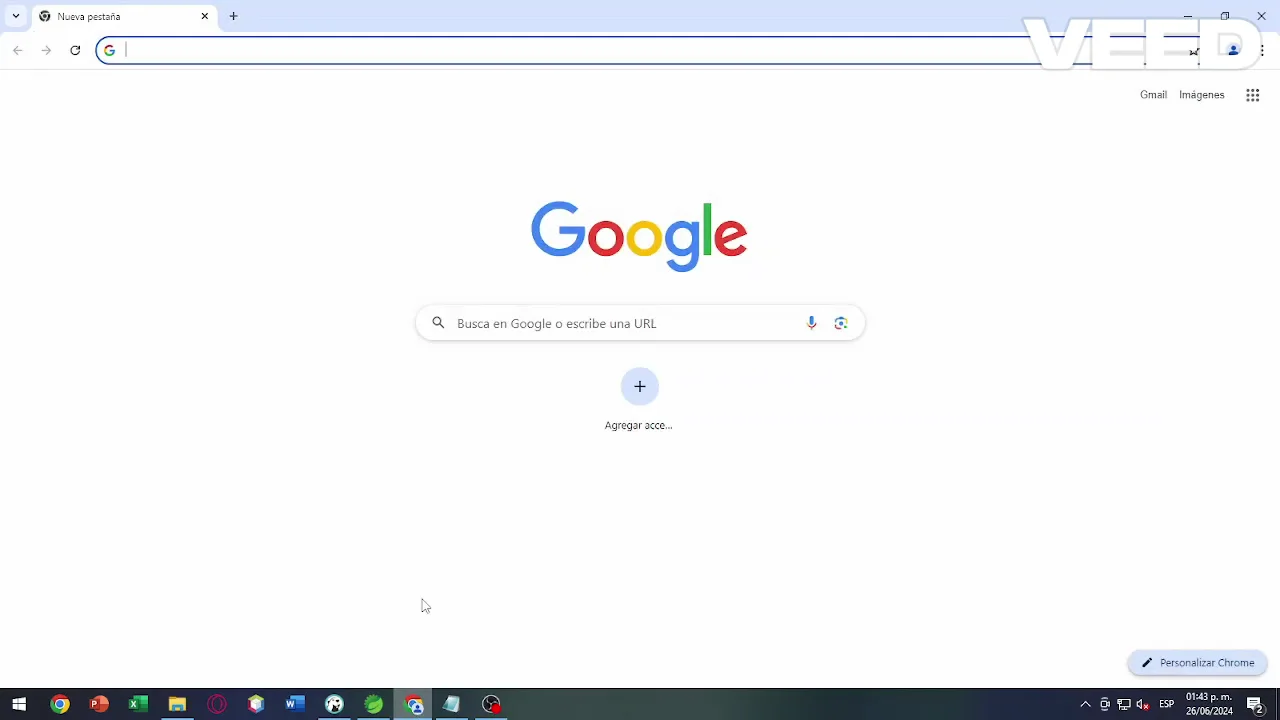 Nueva pestaña
VEED
Gmail Imágenes
Google
Busca en Google o escribe una URL
Agregar acce...
Personalizar Chrome
ESP
01:43 p. m.
26/06/2024
2